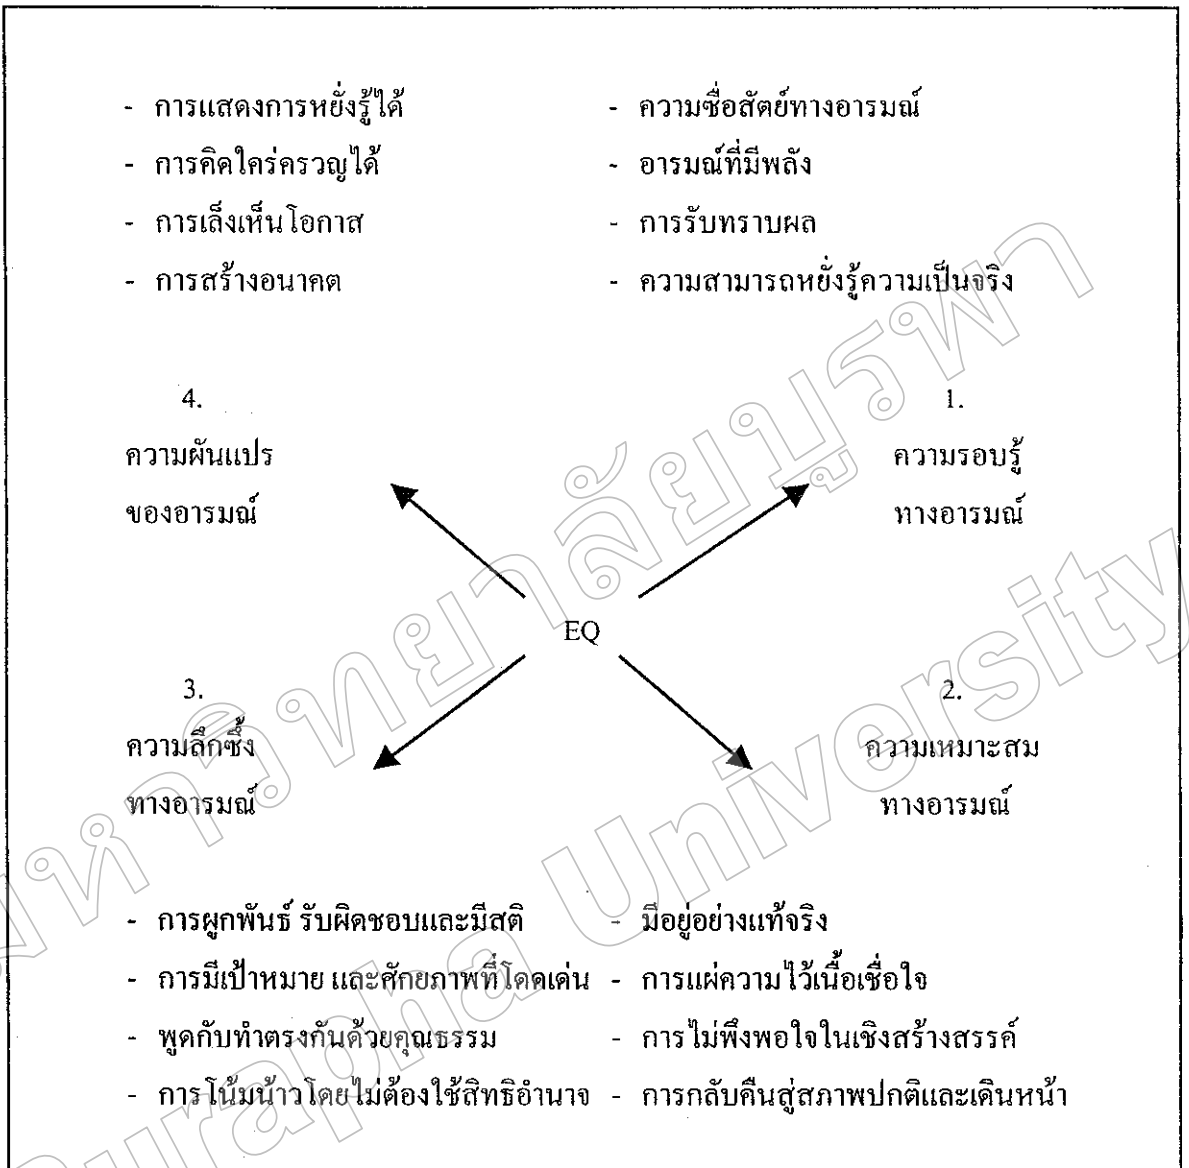 - การแสดงการหยั่งรู้ได้
- การคิดใคร่ครวญได้
- การเล็งเห็นโอกาส
- การสร้างอนาคต
- ความซื่อสัตย์ทางอารมณ์
- อารมณ์ที่มีพลัง
- การรับทราบผล
- ความสามารถหยั่งรู้ความเป็นจริง
4.
ความผันแปร
ของอารมณ์
1.
ความรอบรู้
ทางอารมณ์
EQ
3.
ความลึกซึ้ง
ทางอารมณ์
2.
ความเหมาะสม
ทางอารมณ์
- การผูกพันธ์ รับผิดชอบและมีสติ
- การมีเป้าหมาย และศักยภาพที่โดดเด่น
- พูดกับทำตรงกันด้วยคุณธรรม
- การโน้มน้าวโดยไม่ต้องใช้สิทธิอำนาจ
- มีอยู่อย่างแท้จริง
- การแผ่ความไว้เนื้อเชื่อใจ
- การไม่พึงพอใจในเชิงสร้างสรรค์
- การกลับคืนสู่สภาพปกติและเดินหน้า
มหาวิทยาลัยบูรพา
Burapha University